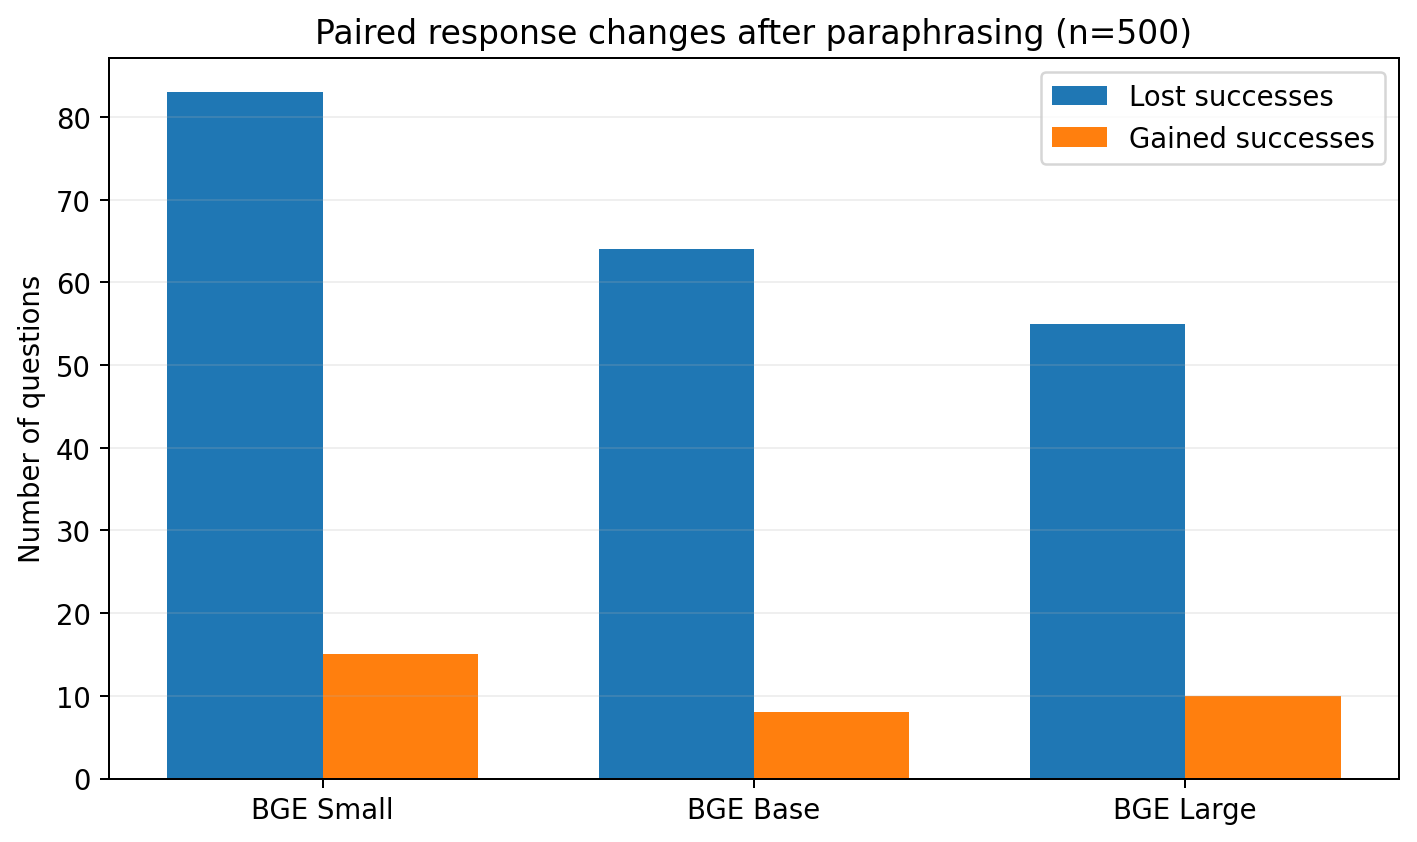 Paired response changes after paraphrasing (n=500)
Lost successes
Gained successes
Number of questions
80
70
60
50
40
30
20
10
0
BGE Small
BGE Base
BGE Large